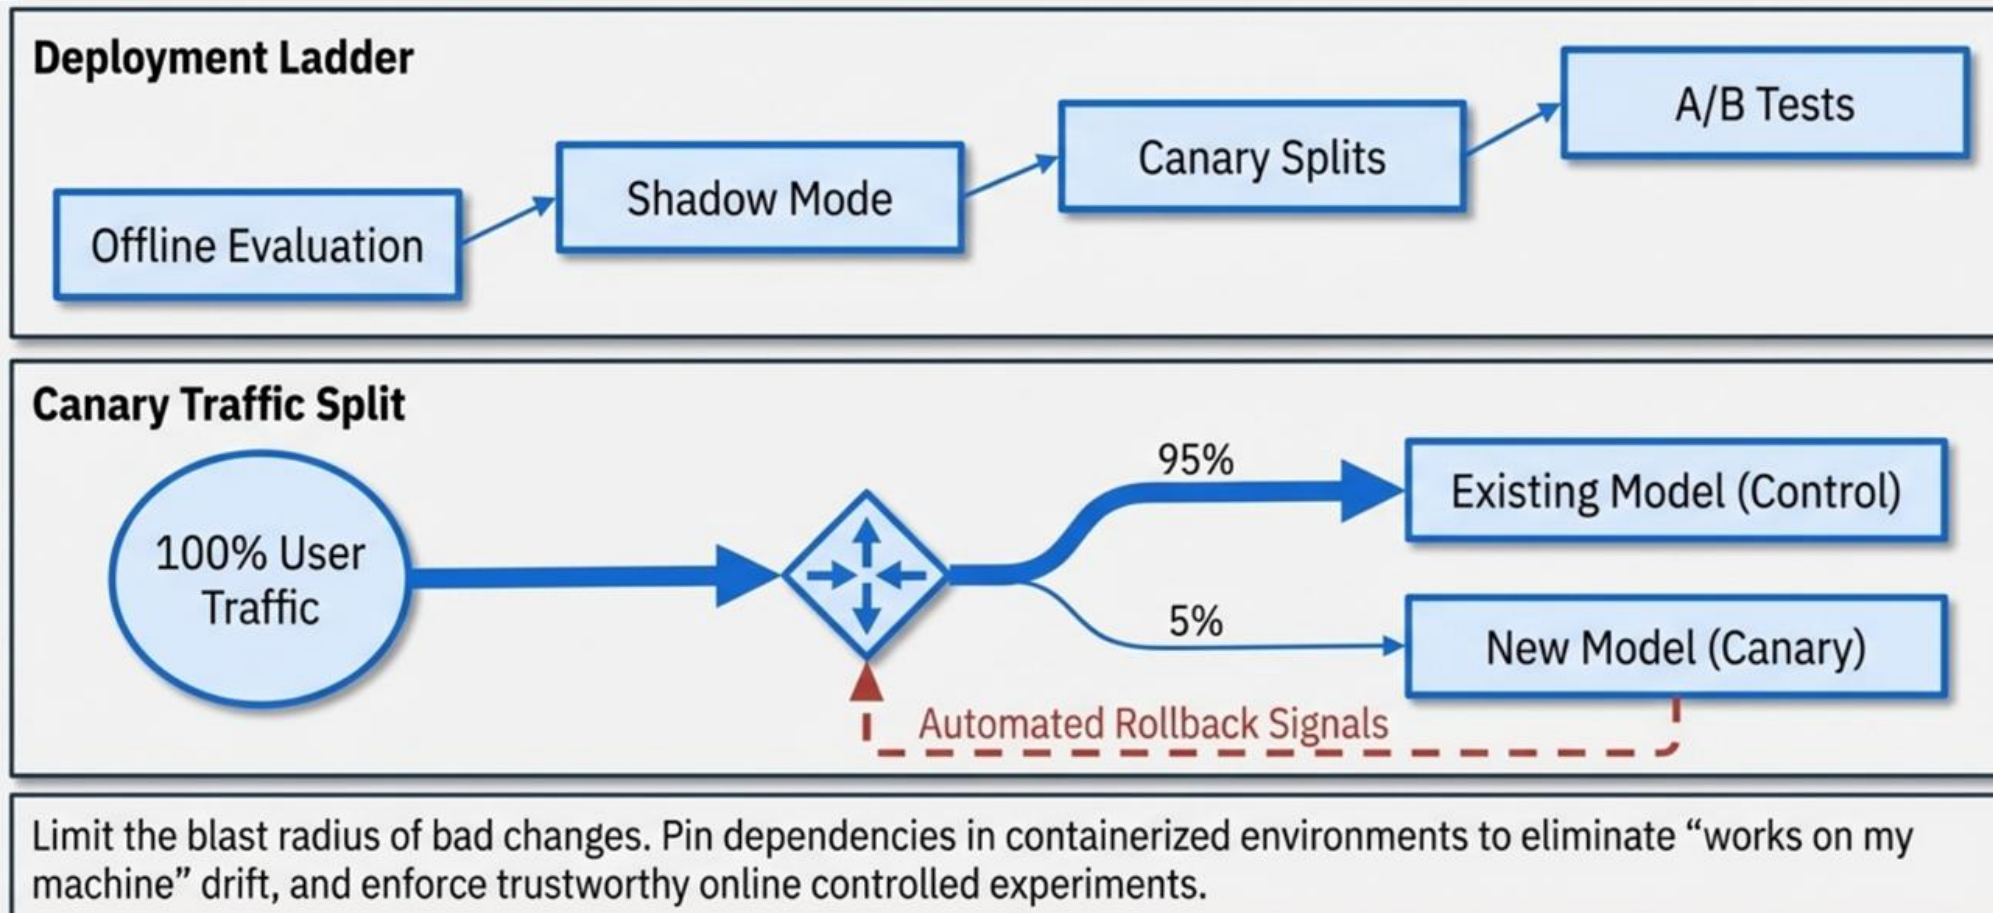 Deployment Ladder
Offline Evaluation
Shadow Mode
Canary Splits
A/B Tests
Canary Traffic Split
100% User
Traffic
95%
Existing Model (Control)
5%
New Model (Canary)
Automated Rollback Signals
Limit the blast radius of bad changes. Pin dependencies in containerized environments to eliminate “works on my
machine” drift, and enforce trustworthy online controlled experiments.